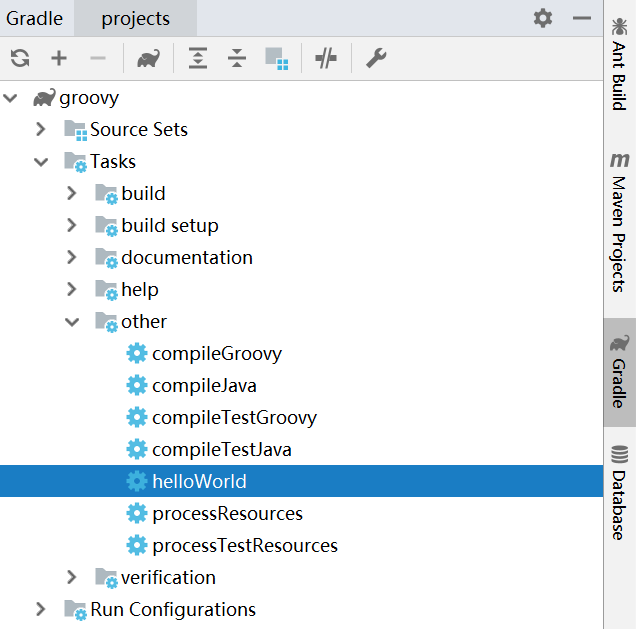 Gradle projects
groovy
Source Sets
Tasks
build
build setup
documentation
help
other
compileGroovy
compileJava
compileTestGroovy
compileTestJava
helloWorld
processResources
processTestResources
verification
Run Configurations
Ant Build
m Maven Projects
Gradle
Database